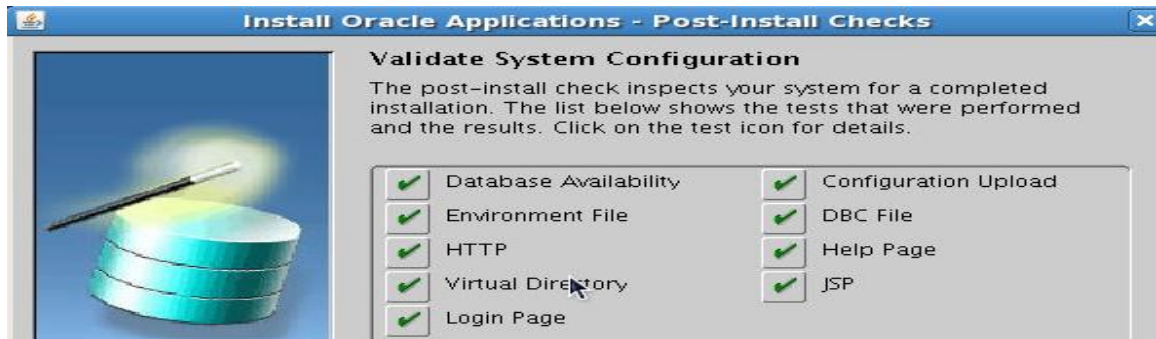 Install Oracle Applications - Post-Install Checks
Validate System Configuration
The post-install check inspects your system for a completed
installation. The list below shows the tests that were performed
and the results. Click on the test icon for details.
Database Availability
Configuration Upload
Environment File
DBC File
HTTP
Help Page
Virtual Directory
JSP
Login Page